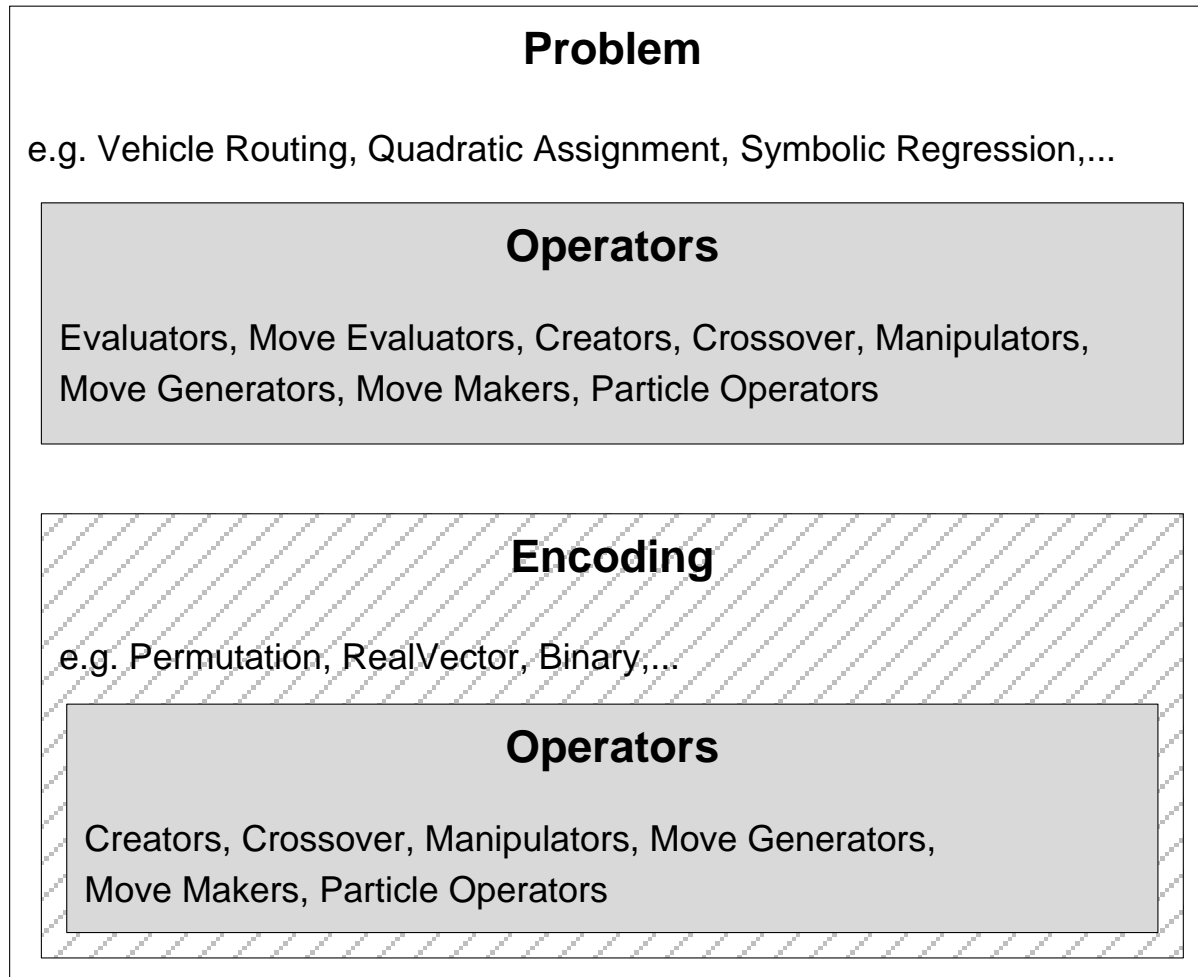 Problem
e.g. Vehicle Routing, Quadratic Assignment, Symbolic Regression,...
Operators
Evaluators, Move Evaluators, Creators, Crossover, Manipulators,
Move Generators, Move Makers, Particle Operators
Encoding
e.g. Permutation, RealVector, Binary,...
Operators
Creators, Crossover, Manipulators, Move Generators,
Move Makers, Particle Operators